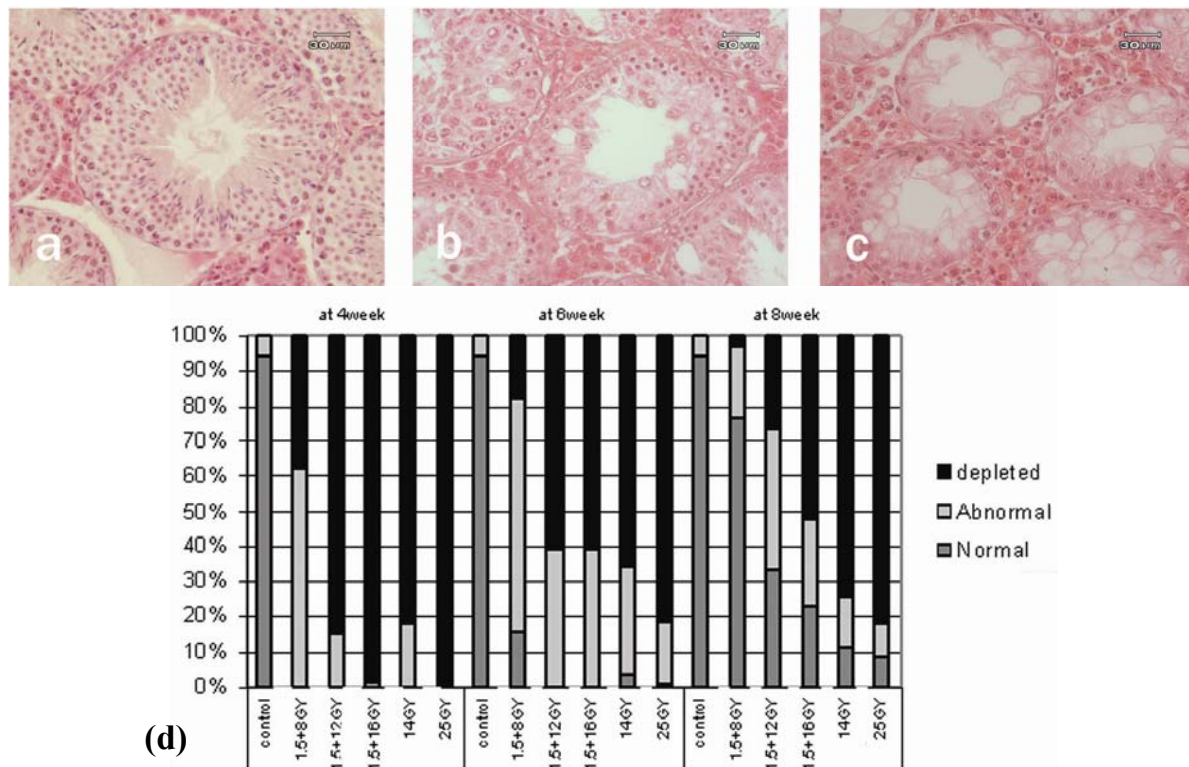 30 μm
30 μm
30 μm
a
b
c
at 4week at 6week at 8week
100%
90%
80%
70%
60%
50%
40%
30%
20%
10%
0%
depleted
Abnormal
Normal
control 1.5+8GY 1.5+12GY 1.5+16GY 14GY 25GY control 1.5+8GY 1.5+12GY 1.5+16GY 14GY 25GY control 1.5+8GY 1.5+12GY 1.5+16GY 14GY 25GY
(d)